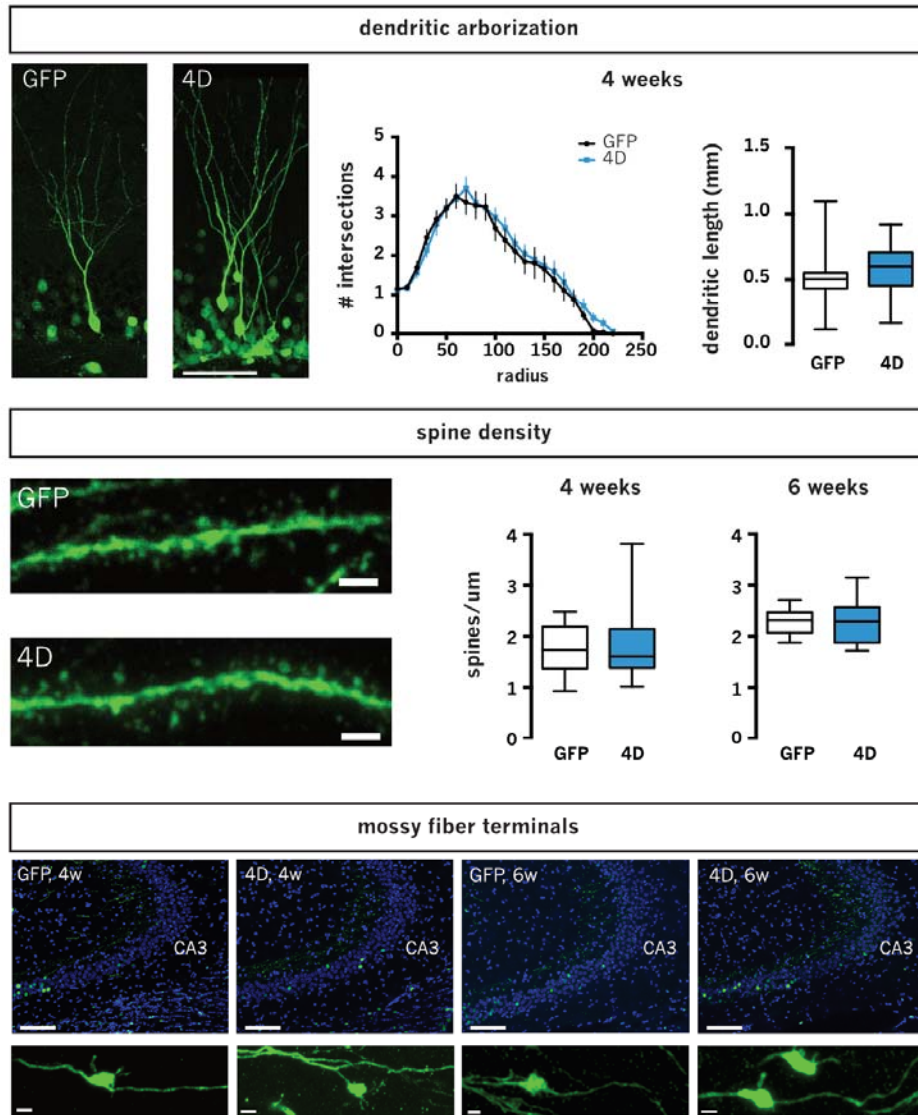 dendritic arborization
GFP
4D
4 weeks
5
4
3
2
1
0
# intersections
GFP
4D
0 50 100 150 200 250
radius
1.5
1.0
0.5
0.0
dendritic length (mm)
GFP 4D
spine density
GFP
4D
4 weeks
6 weeks
4
3
2
1
0
spines/um
GFP 4D
4
3
2
1
0
GFP 4D
mossy fiber terminals
GFP, 4w
CA3
4D, 4w
CA3
GFP, 6w
CA3
4D, 6w
CA3